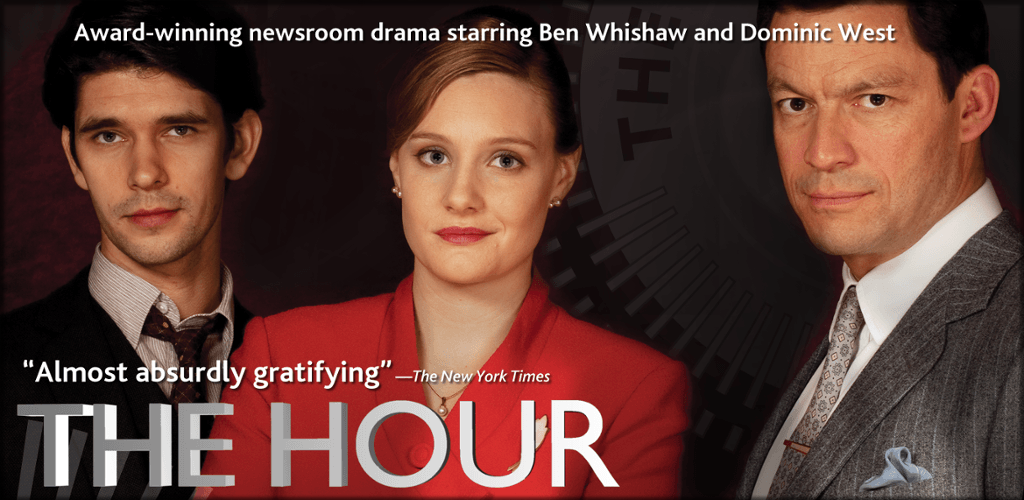 Award-winning newsroom drama starring Ben Whishaw and Dominic West
THE
“Almost absurdly gratifying” —The New York Times
THE HOUR